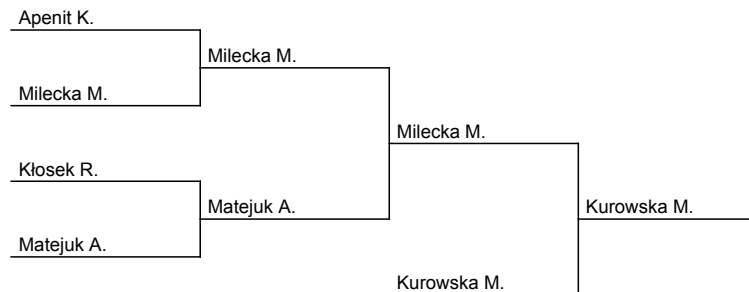 Apenit K.
Milecka M.
Milecka M.
Milecka M.
Kłosek R.
Matejuk A.
Kurowska M.
Matejuk A.
Kurowska M.